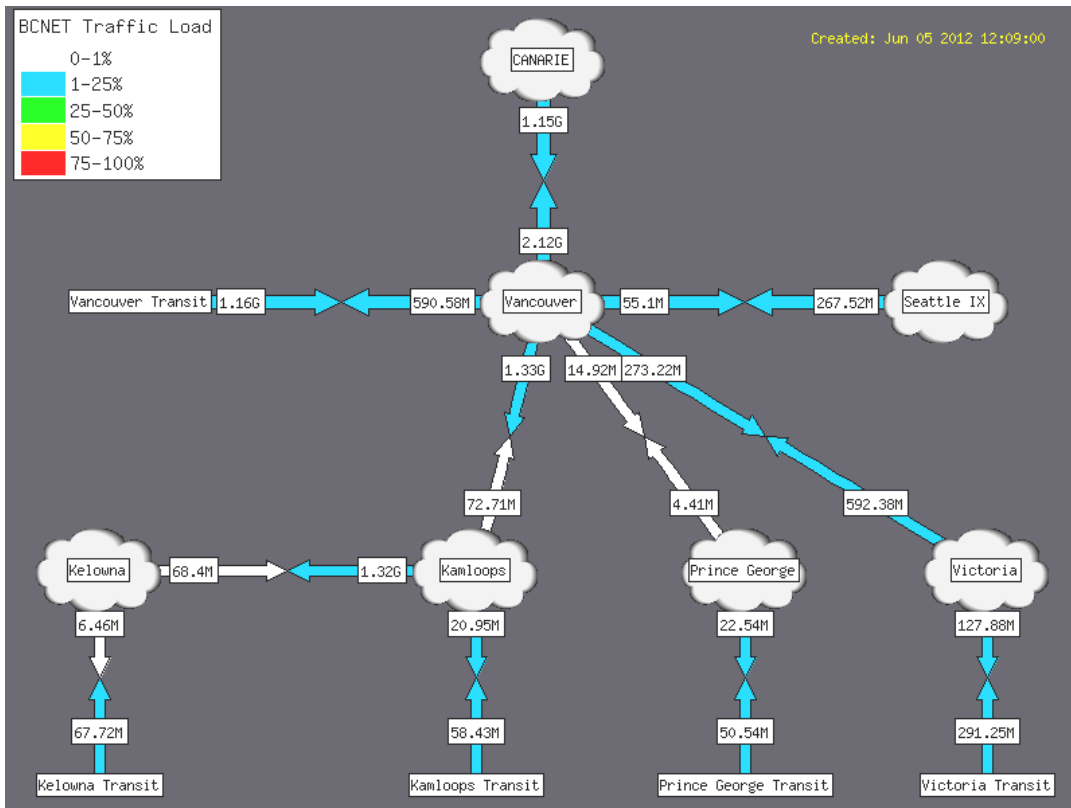 BCNET Traffic Load
0-1%
1-25%
25-50%
50-75%
75-100%
Created: Jun 05 2012 12:09:00
CANARIE
1.15G
2.12G
Vancouver Transit
1.16G
590.58M
Vancouver
55.1M
267.52M
Seattle IX
1.33G
14.92M
273.22M
72.71M
4.41M
592.38M
Kelowna
68.4M
1.32G
Kamloops
Prince George
Victoria
6.46M
20.95M
22.54M
127.88M
67.72M
58.43M
50.54M
291.25M
Kelowna Transit
Kamloops Transit
Prince George Transit
Victoria Transit